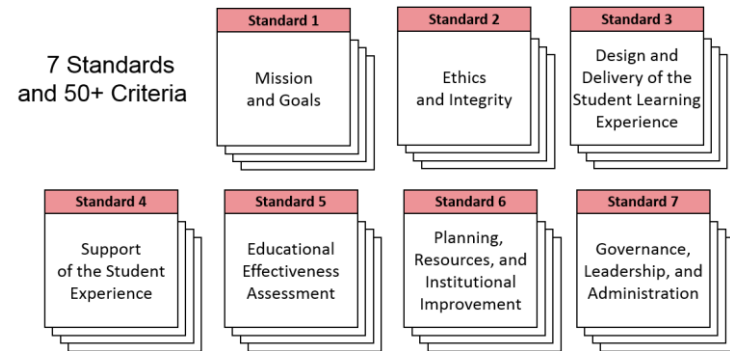 7 Standards
and 50+ Criteria
Standard 1
Mission
and Goals
Standard 2
Ethics
and Integrity
Standard 3
Design and
Delivery of the
Student Learning
Experience
Standard 4
Support
of the Student
Experience
Standard 5
Educational
Effectiveness
Assessment
Standard 6
Planning,
Resources, and
Institutional
Improvement
Standard 7
Governance,
Leadership, and
Administration